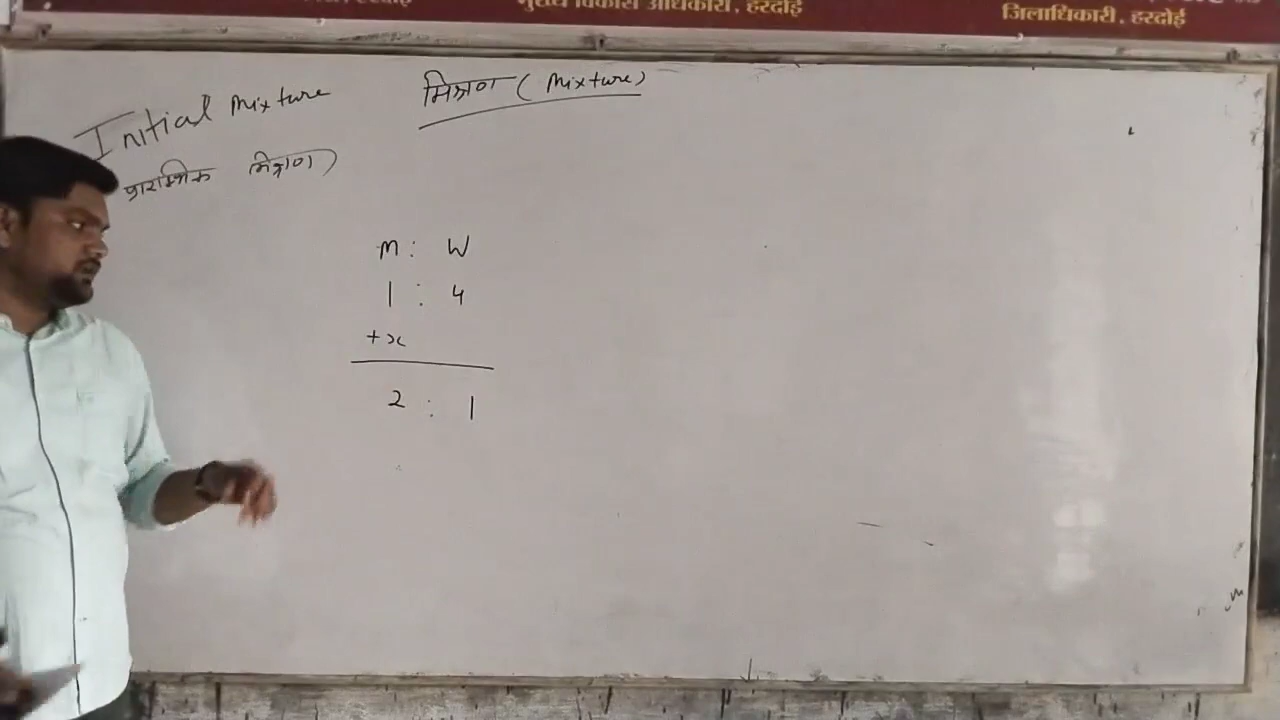 मुख्य विकास अधिकारी, हरदोई
जिलाधिकारी, हरदोई
मिश्रण (Mixture)
Initial Mixture
प्रारम्भिक मिश्रण)
M : W
1 : 4
+x
2 : 1